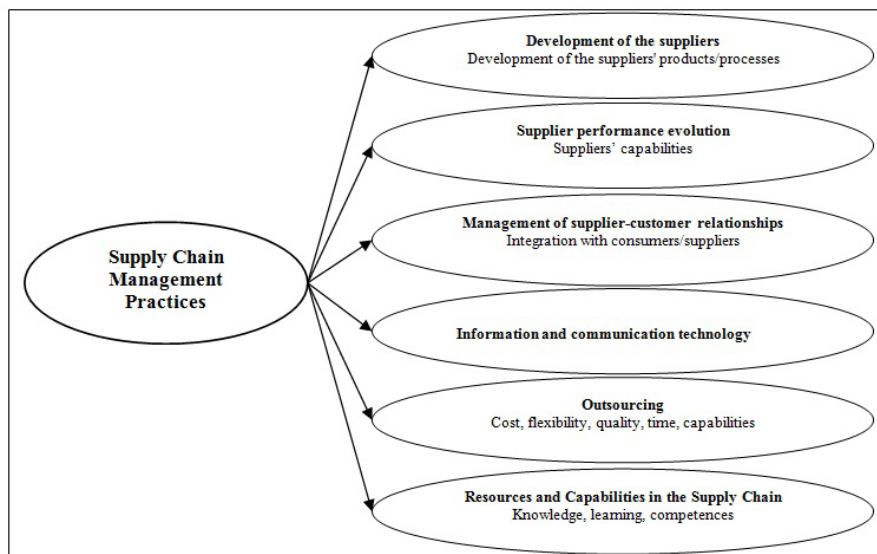 Development of the suppliers
Development of the suppliers' products/processes
Supplier performance evolution
Suppliers’ capabilities
Management of supplier-customer relationships
Integration with consumers/suppliers
Supply Chain
Management
Practices
Information and communication technology
Outsourcing
Cost, flexibility, quality, time, capabilities
Resources and Capabilities in the Supply Chain
Knowledge, learning, competences